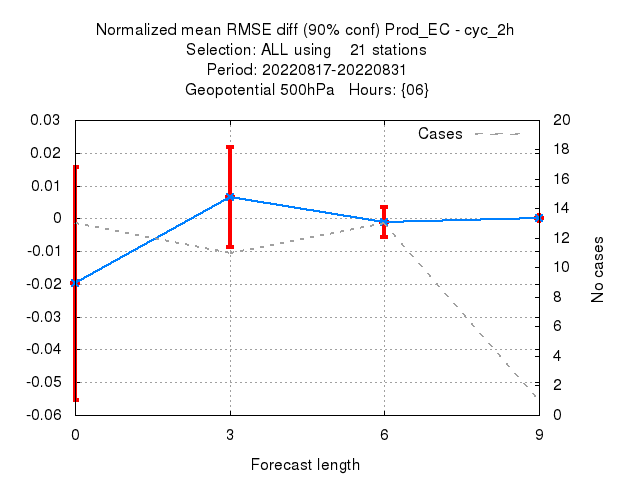 Normalized mean RMSE diff (90% conf) Prod_EC - cyc_2h
Selection: ALL using    21 stations
Period: 20220817-20220831
Geopotential 500hPa   Hours: {06}
Cases
0.03
0.02
0.01
0
-0.01
-0.02
-0.03
-0.04
-0.05
-0.06
20
18
16
14
12
10
8
6
4
2
0
No cases
0 3 6 9
Forecast length